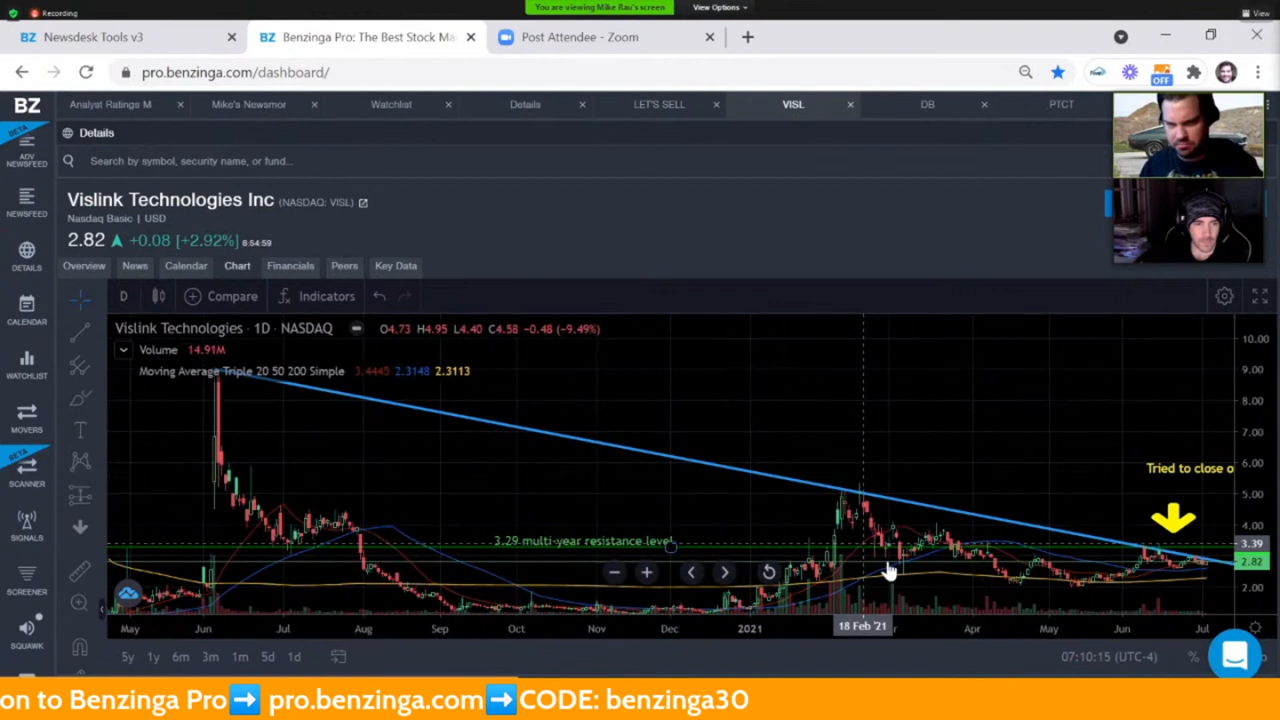 Recording
You are viewing Mike Rau's screen
View Options
View
BZ Newsdesk Tools v3
BZ Benzinga Pro: The Best Stock Ma
Post Attendee - Zoom
pro.benzinga.com/dashboard/
OFF
BZ
Analyst Ratings M
Mike's Newsmor
Watchlist
Details
LET'S SELL
VISL
DB
PTCT
BETA
ADV NEWSFEED
NEWSFEED
DETAILS
CALENDAR
WATCHLIST
MOVERS
BETA
SCANNER
SIGNALS
SCREENER
SQUAWK
Details
Search by symbol, security name, or fund...
Vislink Technologies Inc (NASDAQ: VISL)
Nasdaq Basic | USD
2.82 +0.08 [+2.92%] 8:54:59
Overview News Calendar Chart Financials Peers Key Data
D Compare Indicators
Vislink Technologies · 1D · NASDAQ O4.73 H4.95 L4.40 C4.58 −0.48 (−9.49%)
Volume 14.91M
Moving Average Triple 20 50 200 Simple 3.4445 2.3148 2.3113
10.00
9.00
8.00
7.00
6.00
5.00
4.00
3.39
2.82
2.00
Tried to close o
3.29 multi-year resistance level
May Jun Jul Aug Sep Oct Nov Dec 2021 18 Feb '21 Apr May Jun Jul
5y 1y 6m 3m 1m 5d 1d
07:10:15 (UTC-4) %
on to Benzinga Pro➡ pro.benzinga.com➡CODE: benzinga30